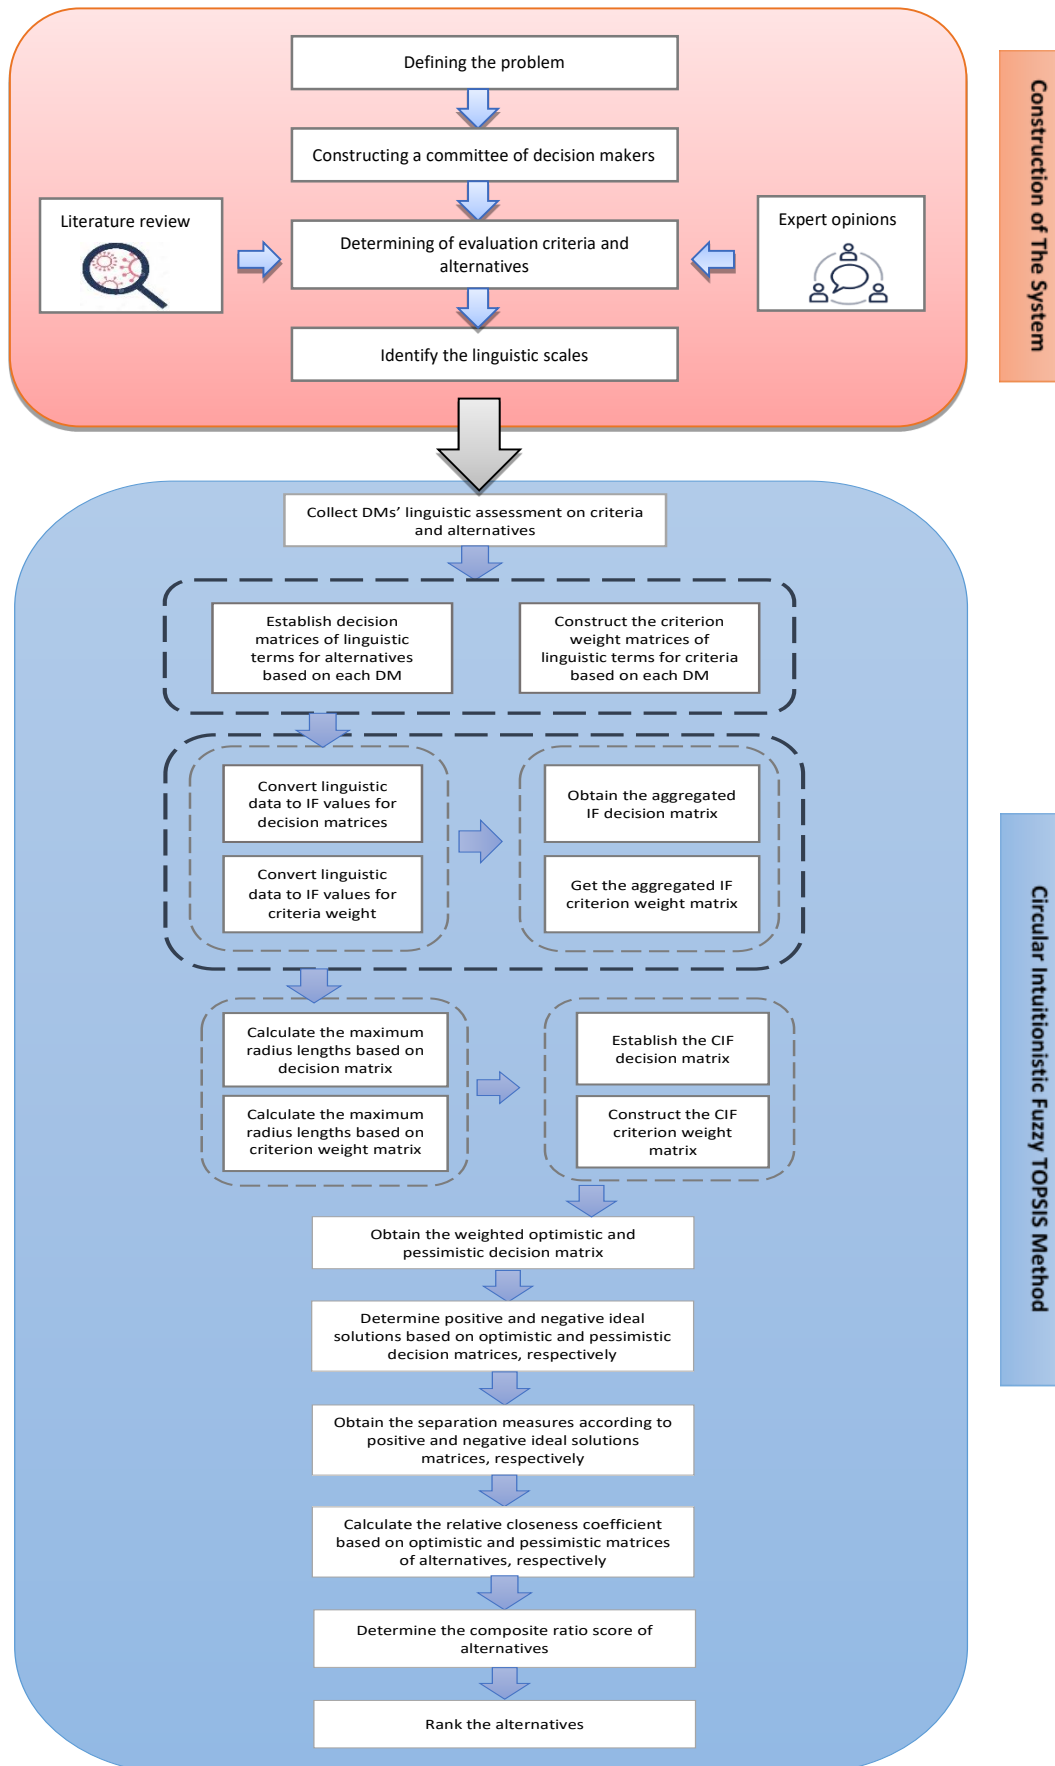 Defining the problem
Constructing a committee of decision makers
Literature review
Determining of evaluation criteria and
alternatives
Expert opinions
Identify the linguistic scales
Construction of The System
Collect DMs' linguistic assessment on criteria
and alternatives
Establish decision
matrices of linguistic
terms for alternatives
based on each DM
Construct the criterion
weight matrices of
linguistic terms for criteria
based on each DM
Convert linguistic
data to IF values for
decision matrices
Convert linguistic
data to IF values for
criteria weight
Obtain the aggregated
IF decision matrix
Get the aggregated IF
criterion weight matrix
Calculate the maximum
radius lengths based on
decision matrix
Calculate the maximum
radius lengths based on
criterion weight matrix
Establish the CIF
decision matrix
Construct the CIF
criterion weight
matrix
Obtain the weighted optimistic and
pessimistic decision matrix
Determine positive and negative ideal
solutions based on optimistic and pessimistic
decision matrices, respectively
Obtain the separation measures according to
positive and negative ideal solutions
matrices, respectively
Calculate the relative closeness coefficient
based on optimistic and pessimistic matrices
of alternatives, respectively
Determine the composite ratio score of
alternatives
Rank the alternatives
Circular Intuitionistic Fuzzy TOPSIS Method